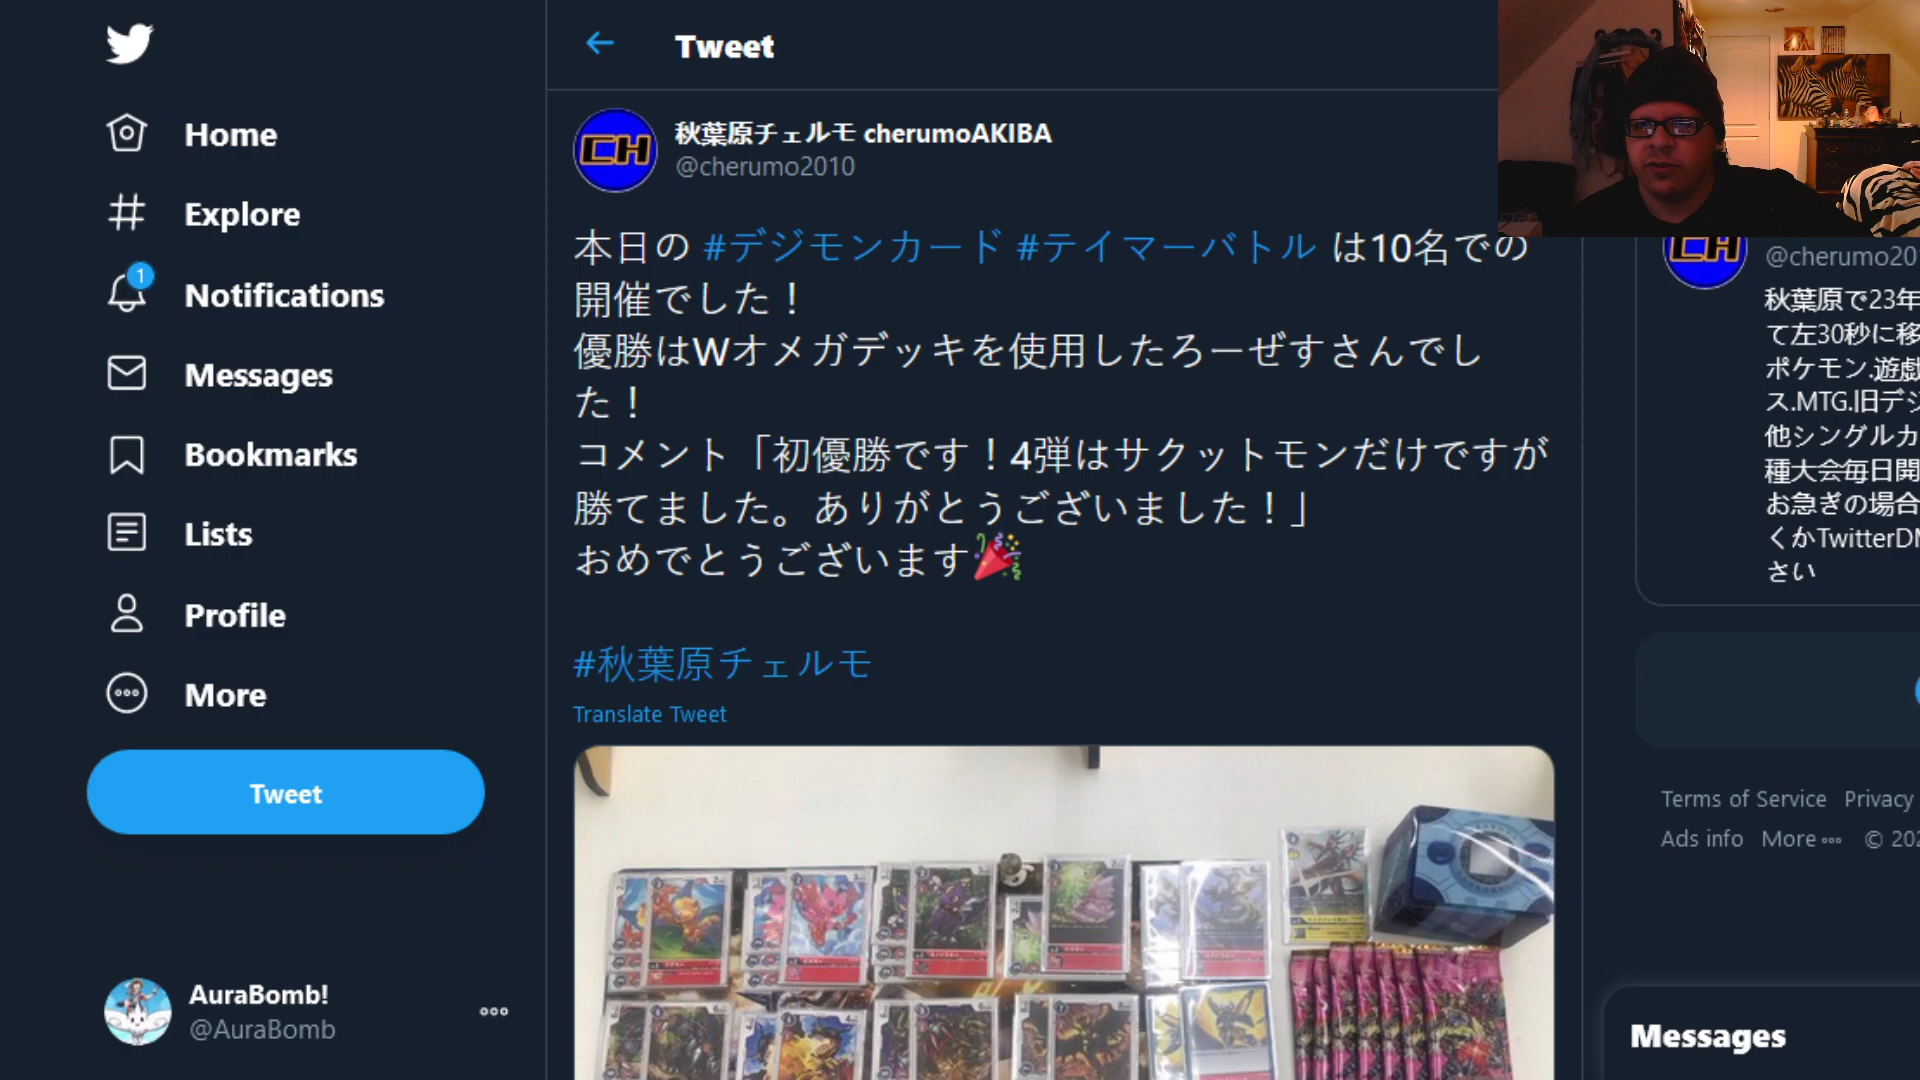 Home
Explore
1
Notifications
Messages
Bookmarks
Lists
Profile
More
Tweet
AuraBomb!
@AuraBomb
Tweet
CH
秋葉原チェルモ cherumoAKIBA
@cherumo2010
本日の #デジモンカード #テイマーバトル は10名での
開催でした！
優勝はWオメガデッキを使用したろーぜすさんでし
た！
コメント「初優勝です！4弾はサクットモンだけですが
勝てました。ありがとうございました！」
おめでとうございます
#秋葉原チェルモ
Translate Tweet
CH
@cherumo20
秋葉原で23年
て左30秒に移
ポケモン.遊戯
ス.MTG.旧デジ
他シングルカ
種大会毎日開
お急ぎの場合
くかTwitterDM
さい
Terms of Service Privacy
Ads info More © 202
Messages